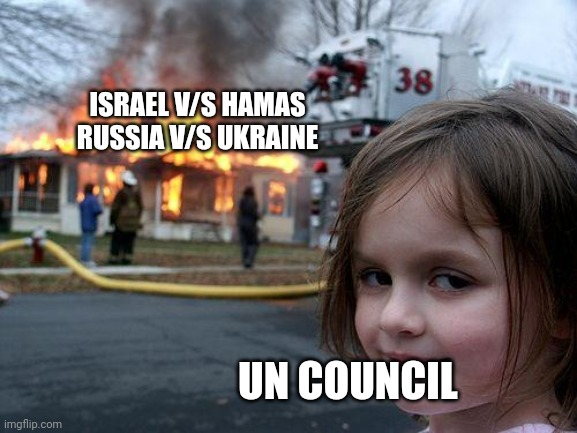 38
ISRAEL V/S HAMAS
RUSSIA V/S UKRAINE
UN COUNCIL
imgflip.com